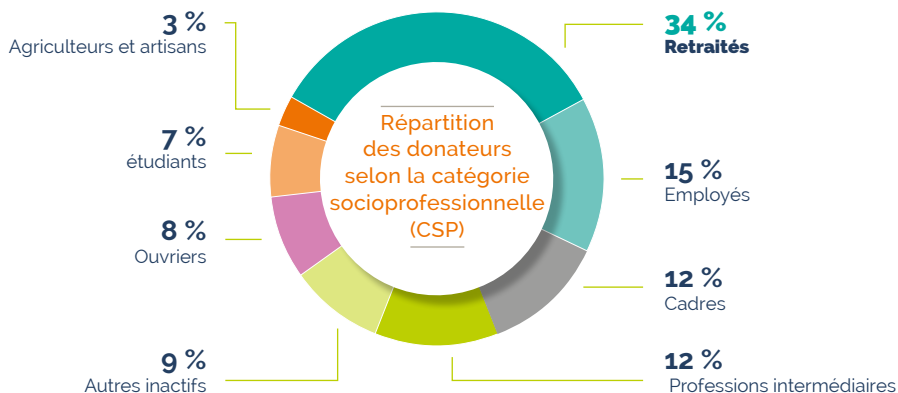 3 %
Agriculteurs et artisans
7 %
étudiants
8 %
Ouvriers
9 %
Autres inactifs
Répartition
des donateurs
selon la catégorie
socioprofessionnelle
(CSP)
34 %
Retraités
15 %
Employés
12 %
Cadres
12 %
Professions intermédiaires